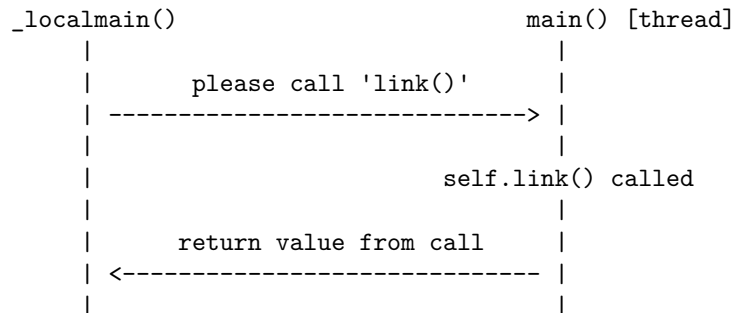 _localmain() main() [thread]
| |
| please call 'link()' |
| ------------------------------> |
| |
| self.link() called
| |
| return value from call |
| <------------------------------ |
| |